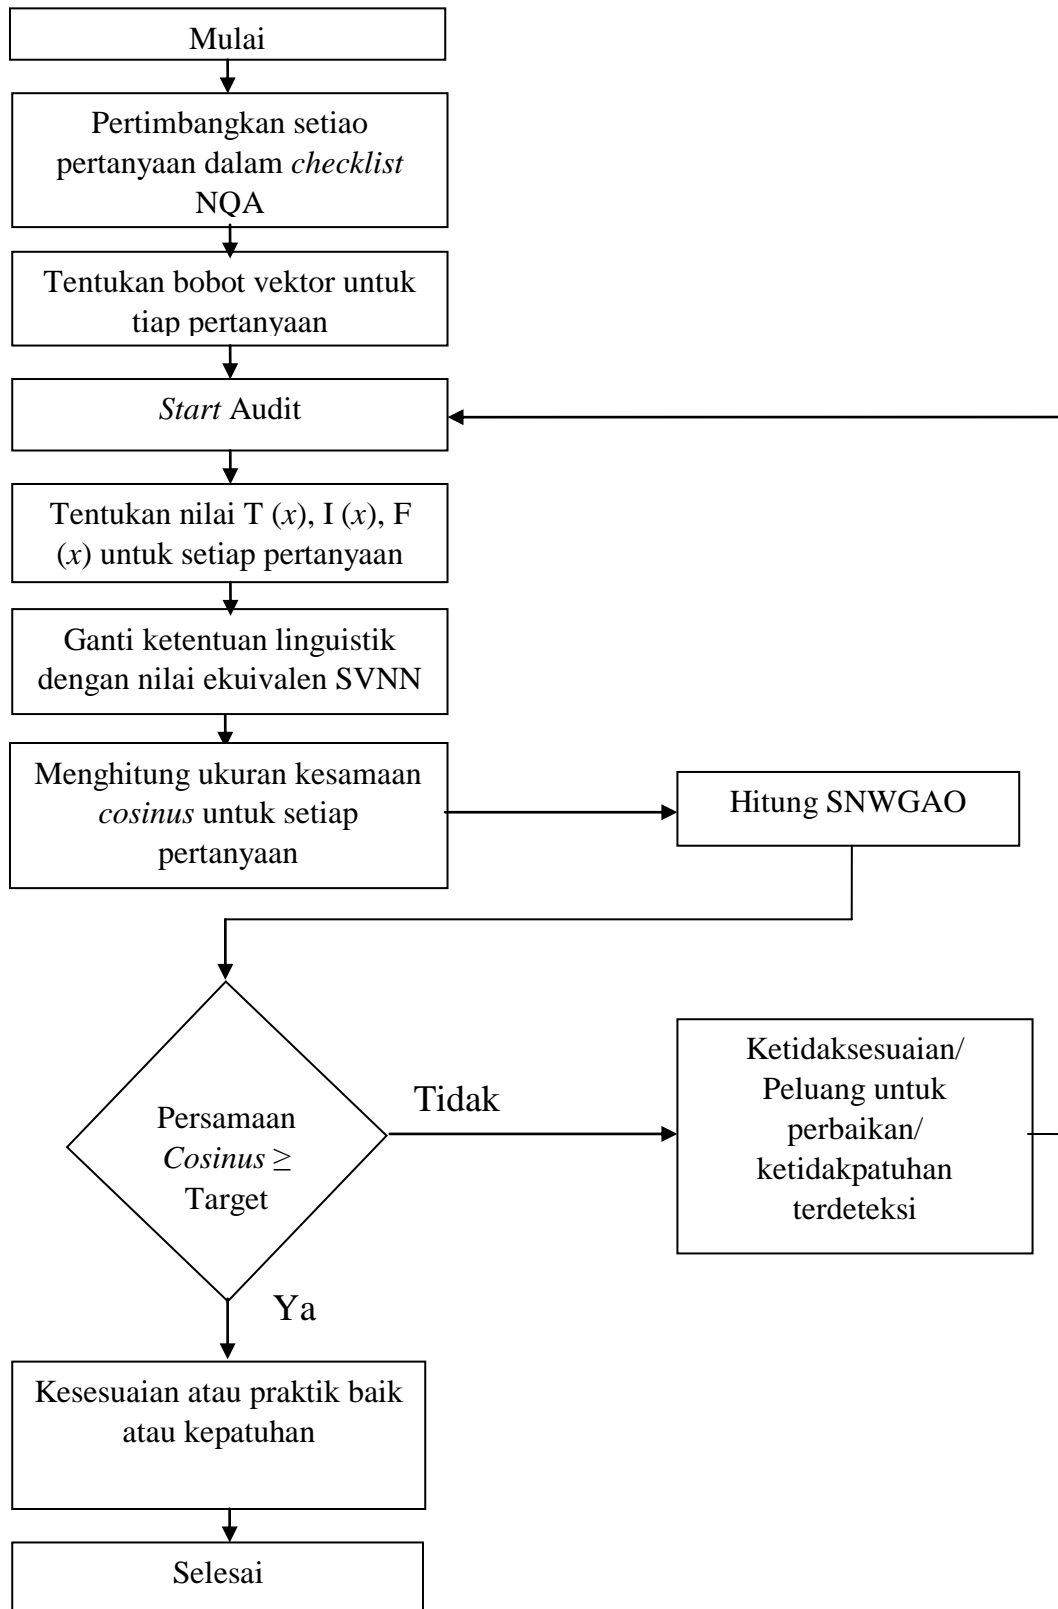 Mulai
Pertimbangkan setiao
pertanyaan dalam checklist
NQA
Tentukan bobot vektor untuk
tiap pertanyaan
Start Audit
Tentukan nilai T (x), I (x), F
(x) untuk setiap pertanyaan
Ganti ketentuan linguistik
dengan nilai ekuivalen SVNN
Menghitung ukuran kesamaan
cosinus untuk setiap
pertanyaan
Hitung SNWGAO
Persamaan
Cosinus ≥
Target
Tidak
Ketidaksesuaian/
Peluang untuk
perbaikan/
ketidakpatuhan
terdeteksi
Ya
Kesesuaian atau praktik baik
atau kepatuhan
Selesai